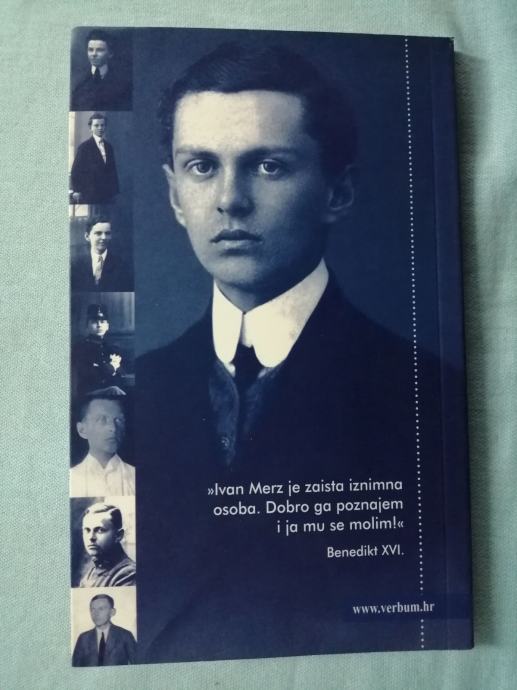 »Ivan Merz je zaista iznimna
osoba. Dobro ga poznajem
i ja mu se molim!«
Benedikt XVI.
www.verbum.hr